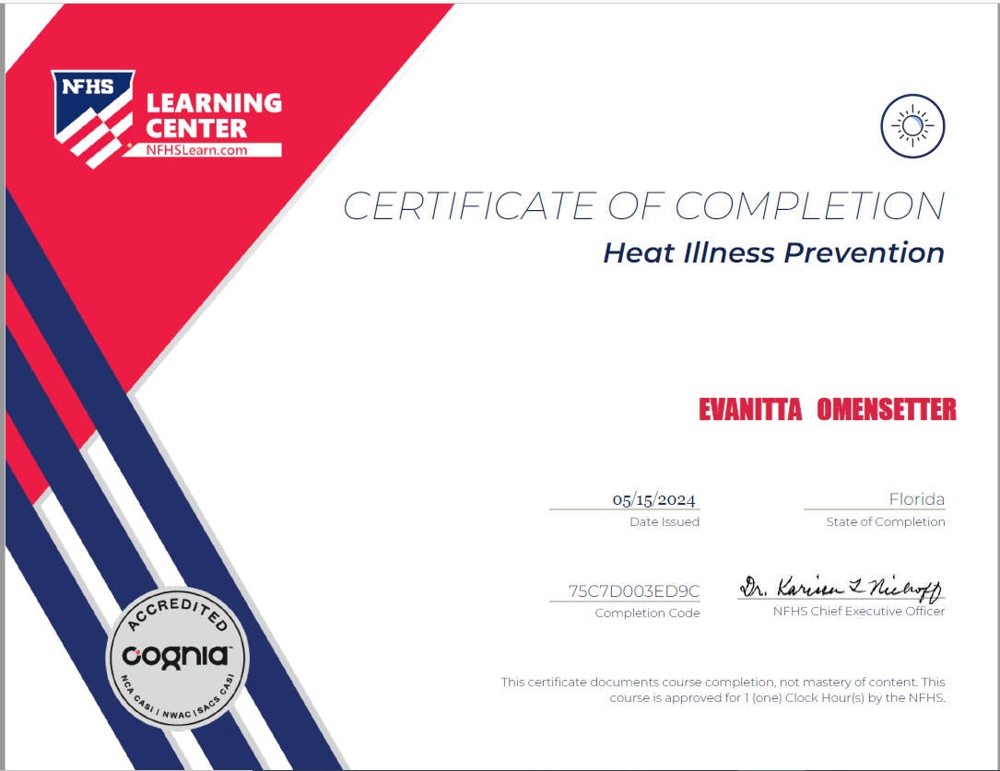 NFHS
LEARNING
CENTER
NFHSLearn.com
CERTIFICATE OF COMPLETION
Heat Illness Prevention
EVANITTA OMENSETTER
05/15/2024
Date Issued
Florida
State of Completion
75C7D003ED9C
Completion Code
Dr. Karissa L Niehoff
NFHS Chief Executive Officer
ACCREDITED
cognia™
NCA CASI | NWAC | SACS CASI
This certificate documents course completion, not mastery of content. This
course is approved for 1 (one) Clock Hour(s) by the NFHS.